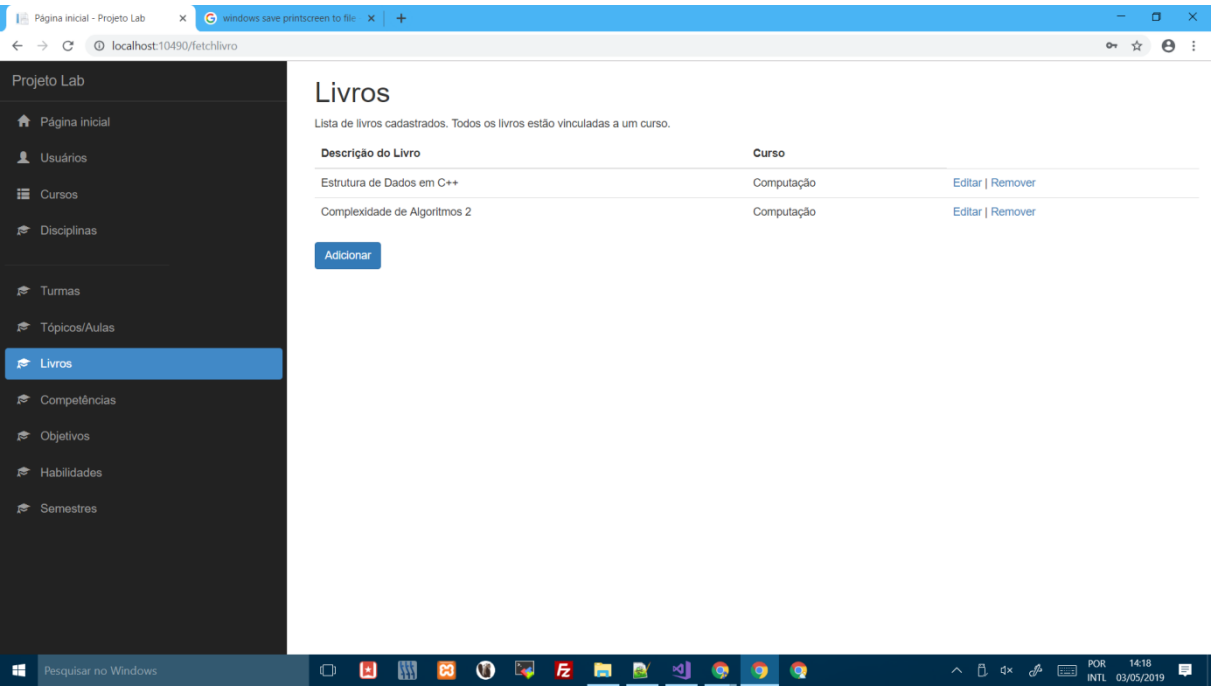 Página inicial - Projeto Lab
windows save printscreen to file
localhost:10490/fetchlivro
Projeto Lab
Página inicial
Usuários
Cursos
Disciplinas
Turmas
Tópicos/Aulas
Livros
Competências
Objetivos
Habilidades
Semestres
Livros
Lista de livros cadastrados. Todos os livros estão vinculadas a um curso.
Descrição do Livro Curso
Estrutura de Dados em C++ Computação Editar | Remover
Complexidade de Algoritmos 2 Computação Editar | Remover
Adicionar
Pesquisar no Windows
POR 14:18
INTL 03/05/2019